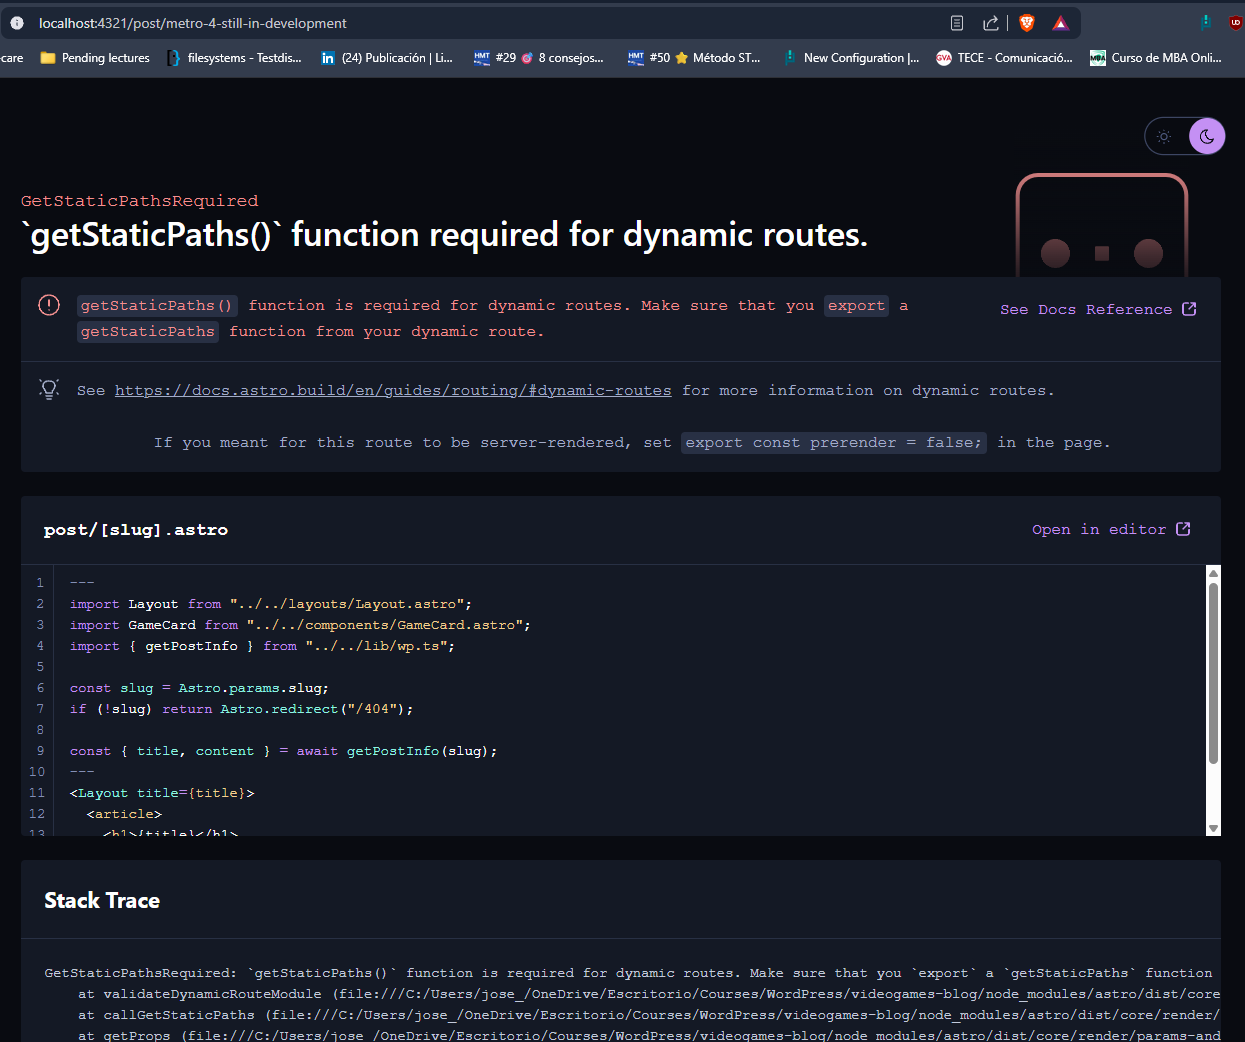 localhost:4321/post/metro-4-still-in-development
care Pending lectures filesystems - Testdis... (24) Publicación | Li... #29 🎯 8 consejos... #50 ⭐ Método ST... New Configuration |... TECE - Comunicació... Curso de MBA Onli...
GetStaticPathsRequired
`getStaticPaths()` function required for dynamic routes.
getStaticPaths() function is required for dynamic routes. Make sure that you export a
getStaticPaths function from your dynamic route.
See Docs Reference
See https://docs.astro.build/en/guides/routing/#dynamic-routes for more information on dynamic routes.
If you meant for this route to be server-rendered, set export const prerender = false; in the page.
post/[slug].astro
Open in editor
1 ---
2 import Layout from "../../layouts/Layout.astro";
3 import GameCard from "../../components/GameCard.astro";
4 import { getPostInfo } from "../../lib/wp.ts";
5
6 const slug = Astro.params.slug;
7 if (!slug) return Astro.redirect("/404");
8
9 const { title, content } = await getPostInfo(slug);
10 ---
11 <Layout title={title}>
12 <article>
13 <h1>{title}</h1>
Stack Trace
GetStaticPathsRequired: `getStaticPaths()` function is required for dynamic routes. Make sure that you `export` a `getStaticPaths` function
at validateDynamicRouteModule (file:///C:/Users/jose_/OneDrive/Escritorio/Courses/WordPress/videogames-blog/node_modules/astro/dist/core
at callGetStaticPaths (file:///C:/Users/jose_/OneDrive/Escritorio/Courses/WordPress/videogames-blog/node_modules/astro/dist/core/render/
at getProps (file:///C:/Users/jose_/OneDrive/Escritorio/Courses/WordPress/videogames-blog/node_modules/astro/dist/core/render/params-and